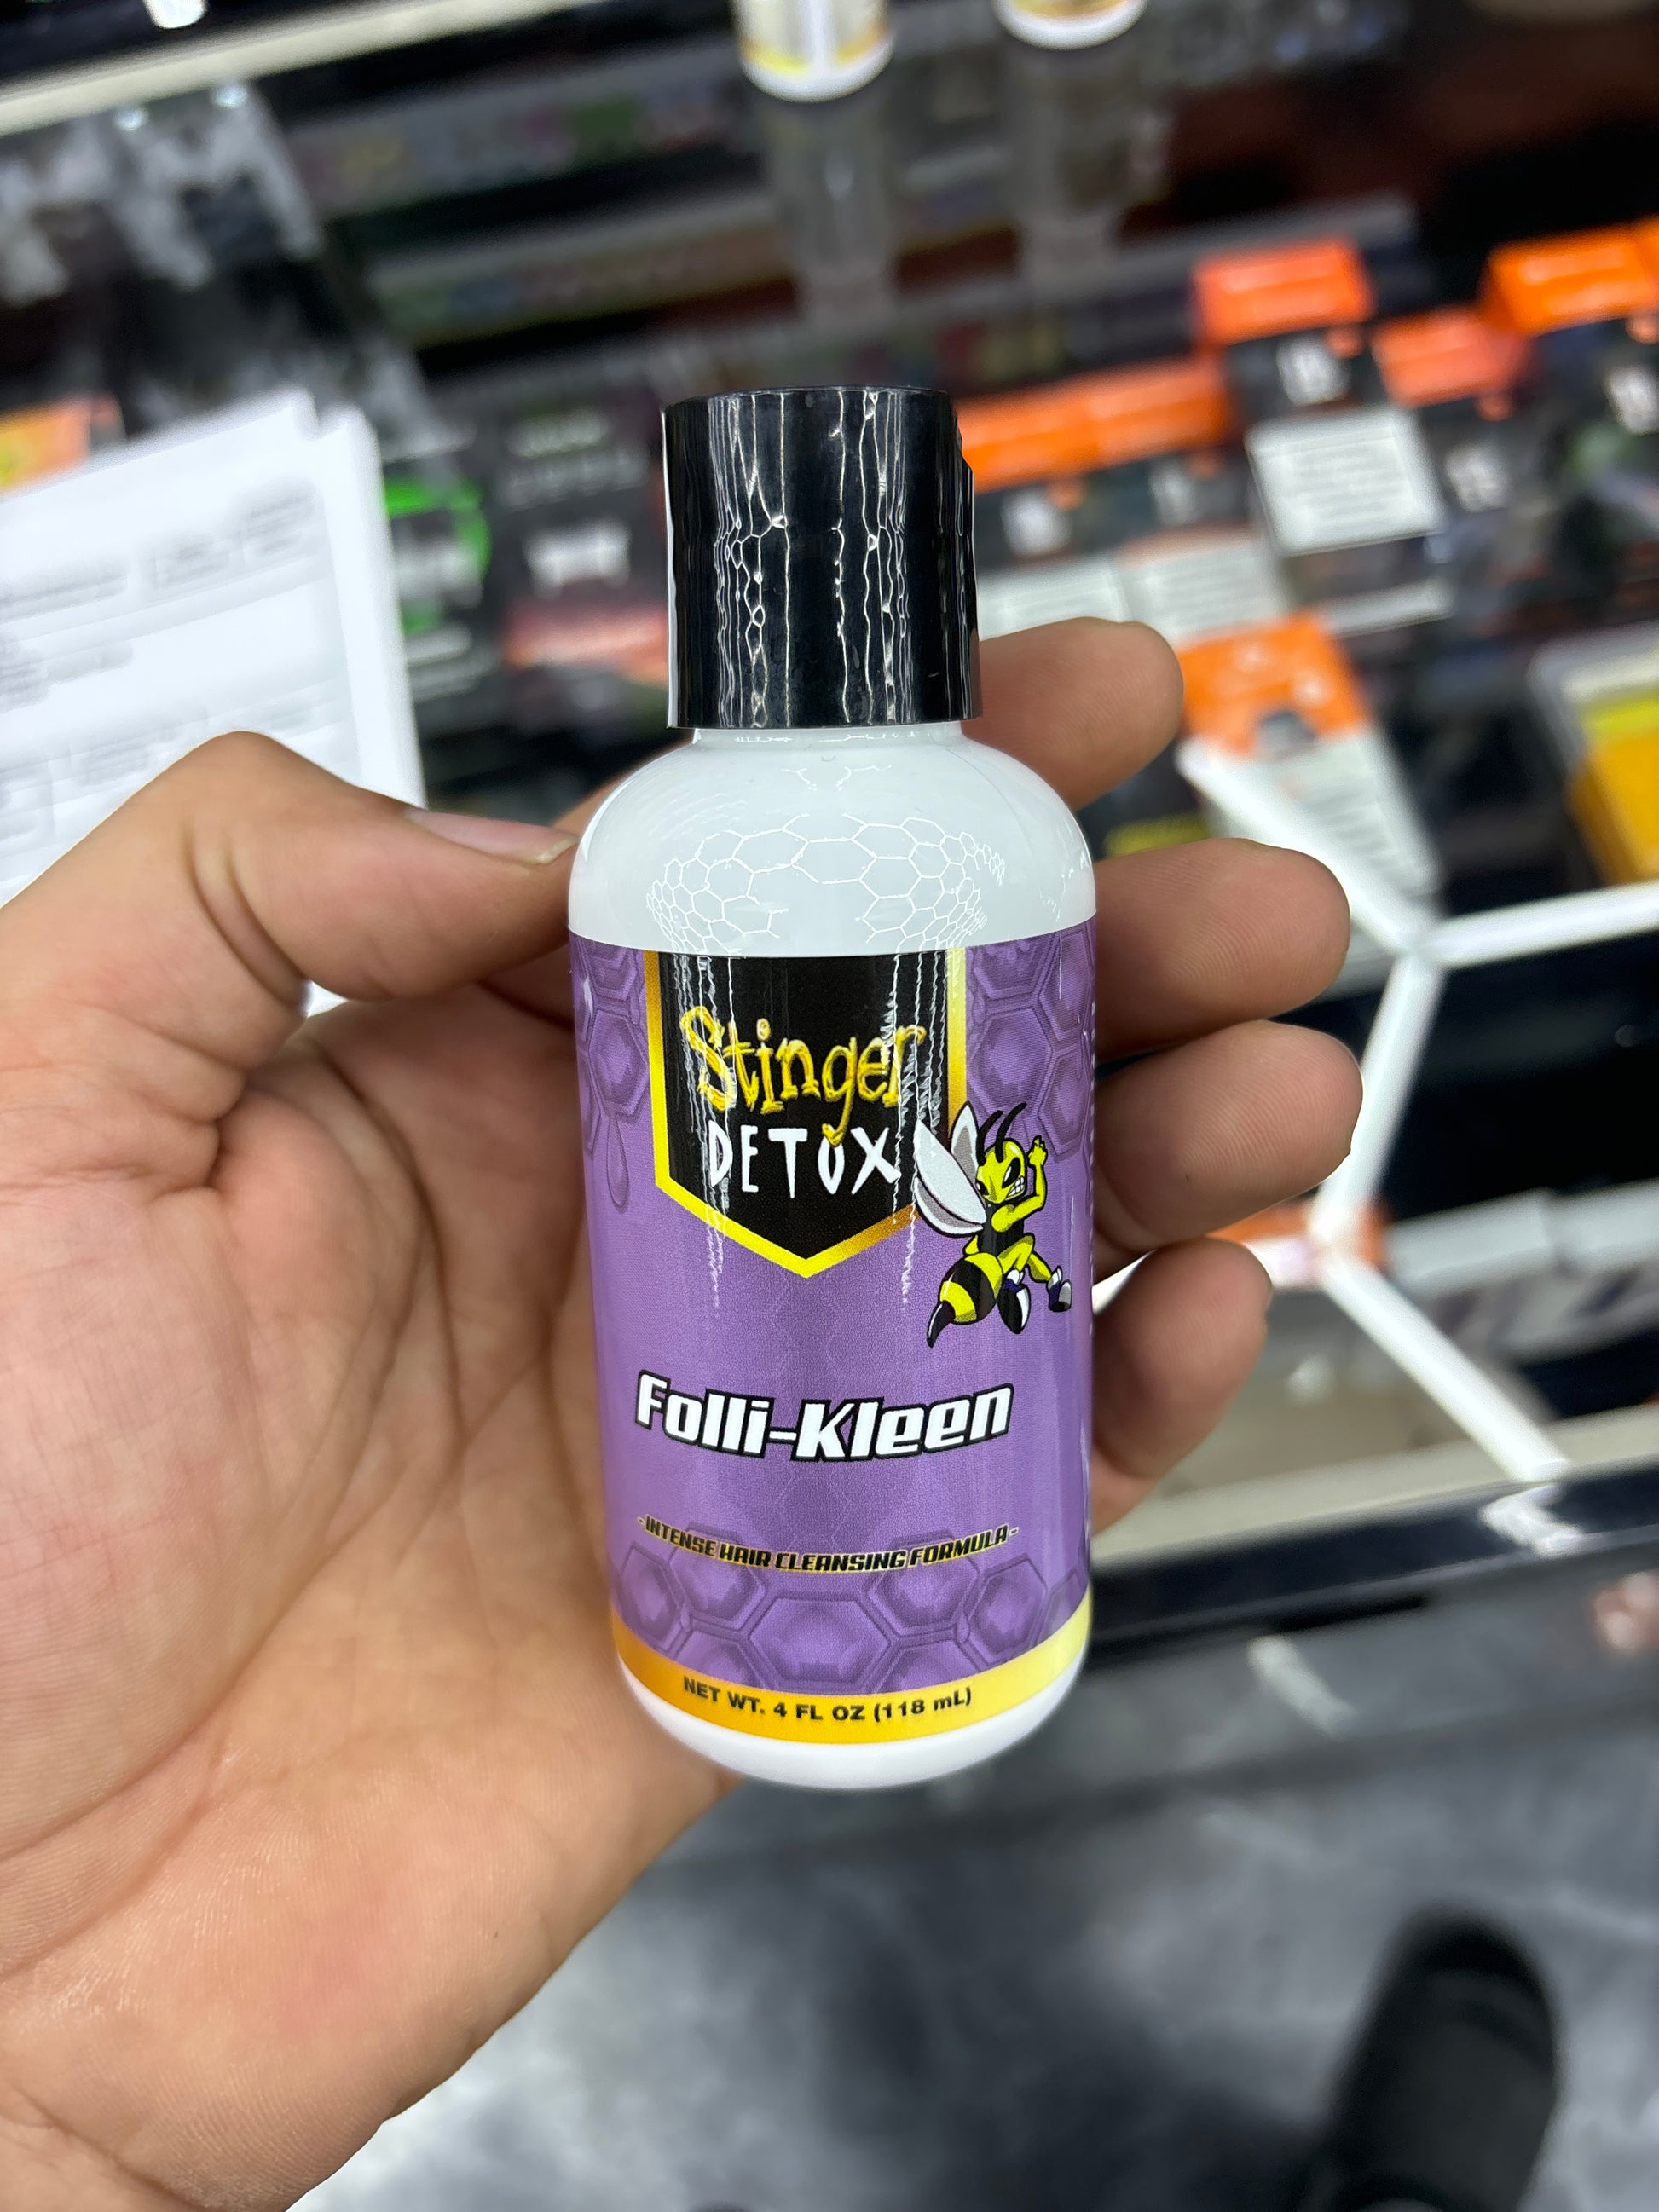 Stinger
DETOX
Folli-Kleen
-INTENSE HAIR CLEANSING FORMULA-
NET WT. 4 FL OZ (118 mL)